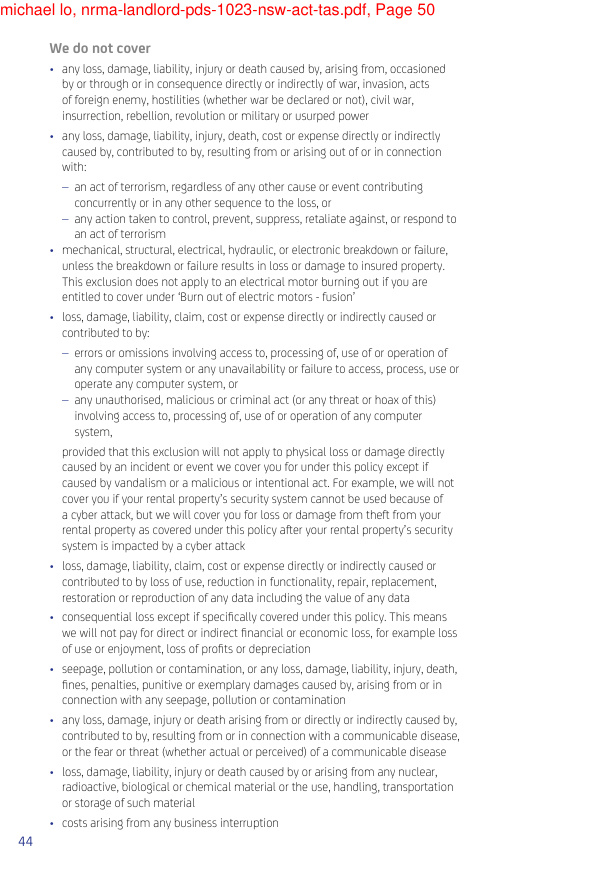 michael lo, nrma-landlord-pds-1023-nsw-act-tas.pdf, Page 50
We do not cover
• any loss, damage, liability, injury or death caused by, arising from, occasioned
by or through or in consequence directly or indirectly of war, invasion, acts
of foreign enemy, hostilities (whether war be declared or not), civil war,
insurrection, rebellion, revolution or military or usurped power
• any loss, damage, liability, injury, death, cost or expense directly or indirectly
caused by, contributed to by, resulting from or arising out of or in connection
with:
– an act of terrorism, regardless of any other cause or event contributing
concurrently or in any other sequence to the loss, or
– any action taken to control, prevent, suppress, retaliate against, or respond to
an act of terrorism
• mechanical, structural, electrical, hydraulic, or electronic breakdown or failure,
unless the breakdown or failure results in loss or damage to insured property.
This exclusion does not apply to an electrical motor burning out if you are
entitled to cover under ‘Burn out of electric motors - fusion’
• loss, damage, liability, claim, cost or expense directly or indirectly caused or
contributed to by:
– errors or omissions involving access to, processing of, use of or operation of
any computer system or any unavailability or failure to access, process, use or
operate any computer system, or
– any unauthorised, malicious or criminal act (or any threat or hoax of this)
involving access to, processing of, use of or operation of any computer
system,
provided that this exclusion will not apply to physical loss or damage directly
caused by an incident or event we cover you for under this policy except if
caused by vandalism or a malicious or intentional act. For example, we will not
cover you if your rental property’s security system cannot be used because of
a cyber attack, but we will cover you for loss or damage from theft from your
rental property as covered under this policy after your rental property’s security
system is impacted by a cyber attack
• loss, damage, liability, claim, cost or expense directly or indirectly caused or
contributed to by loss of use, reduction in functionality, repair, replacement,
restoration or reproduction of any data including the value of any data
• consequential loss except if specifically covered under this policy. This means
we will not pay for direct or indirect financial or economic loss, for example loss
of use or enjoyment, loss of profits or depreciation
• seepage, pollution or contamination, or any loss, damage, liability, injury, death,
fines, penalties, punitive or exemplary damages caused by, arising from or in
connection with any seepage, pollution or contamination
• any loss, damage, injury or death arising from or directly or indirectly caused by,
contributed to by, resulting from or in connection with a communicable disease,
or the fear or threat (whether actual or perceived) of a communicable disease
• loss, damage, liability, injury or death caused by or arising from any nuclear,
radioactive, biological or chemical material or the use, handling, transportation
or storage of such material
• costs arising from any business interruption
44